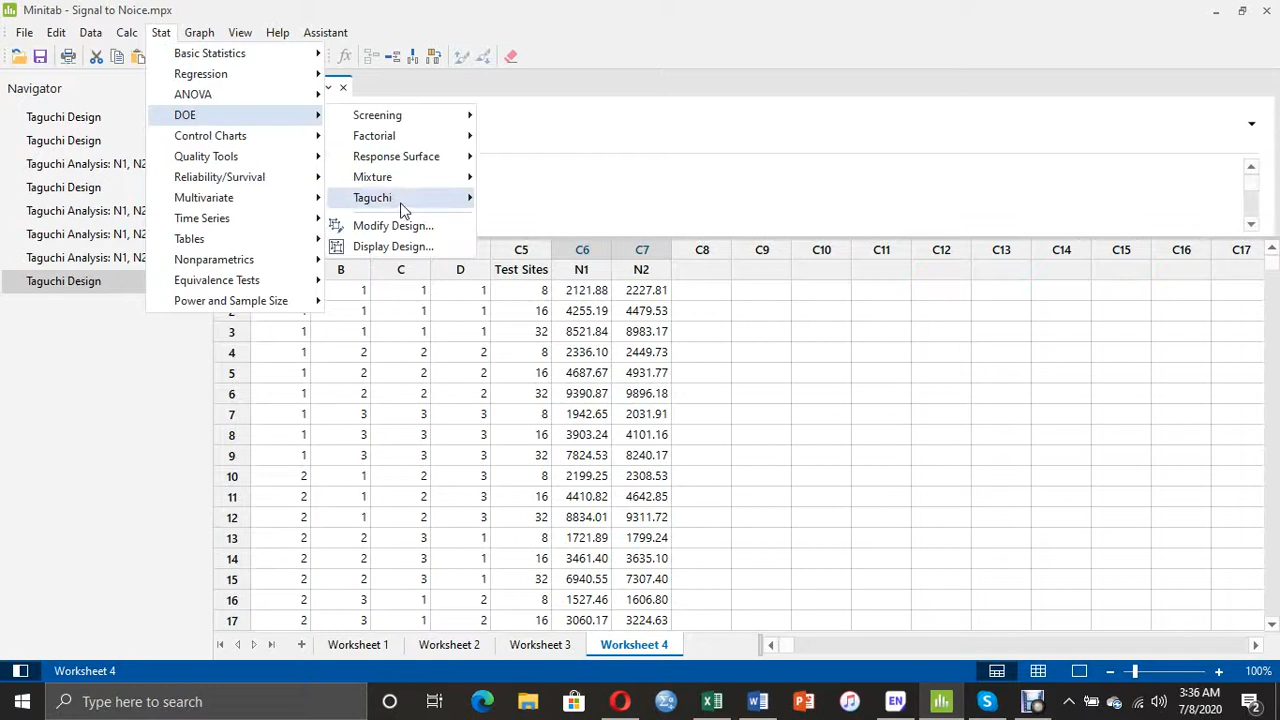 Minitab - Signal to Noice.mpx
File Edit Data Calc Stat Graph View Help Assistant
Navigator
Taguchi Design
Taguchi Design
Taguchi Analysis: N1, N2
Taguchi Design
Taguchi Analysis: N1, N2
Taguchi Analysis: N1, N2
Taguchi Analysis: N1, N2
Taguchi Design
Basic Statistics
Regression
ANOVA
DOE
Control Charts
Quality Tools
Reliability/Survival
Multivariate
Time Series
Tables
Nonparametrics
Equivalence Tests
Power and Sample Size
Screening
Factorial
Response Surface
Mixture
Taguchi
Modify Design...
Display Design...
C5 C6 C7 C8 C9 C10 C11 C12 C13 C14 C15 C16 C17
B C D Test Sites N1 N2
1 1 1 8 2121.88 2227.81
1 1 1 16 4255.19 4479.53
3 1 1 1 1 32 8521.84 8983.17
4 1 2 2 2 8 2336.10 2449.73
5 1 2 2 2 16 4687.67 4931.77
6 1 2 2 2 32 9390.87 9896.18
7 1 3 3 3 8 1942.65 2031.91
8 1 3 3 3 16 3903.24 4101.16
9 1 3 3 3 32 7824.53 8240.17
10 2 1 2 3 8 2199.25 2308.53
11 2 1 2 3 16 4410.82 4642.85
12 2 1 2 3 32 8834.01 9311.72
13 2 2 3 1 8 1721.89 1799.24
14 2 2 3 1 16 3461.40 3635.10
15 2 2 3 1 32 6940.55 7307.40
16 2 3 1 2 8 1527.46 1606.80
17 2 3 1 2 16 3060.17 3224.63
Worksheet 1 Worksheet 2 Worksheet 3 Worksheet 4
Worksheet 4 100%
Type here to search
EN
3:36 AM
7/8/2020
2